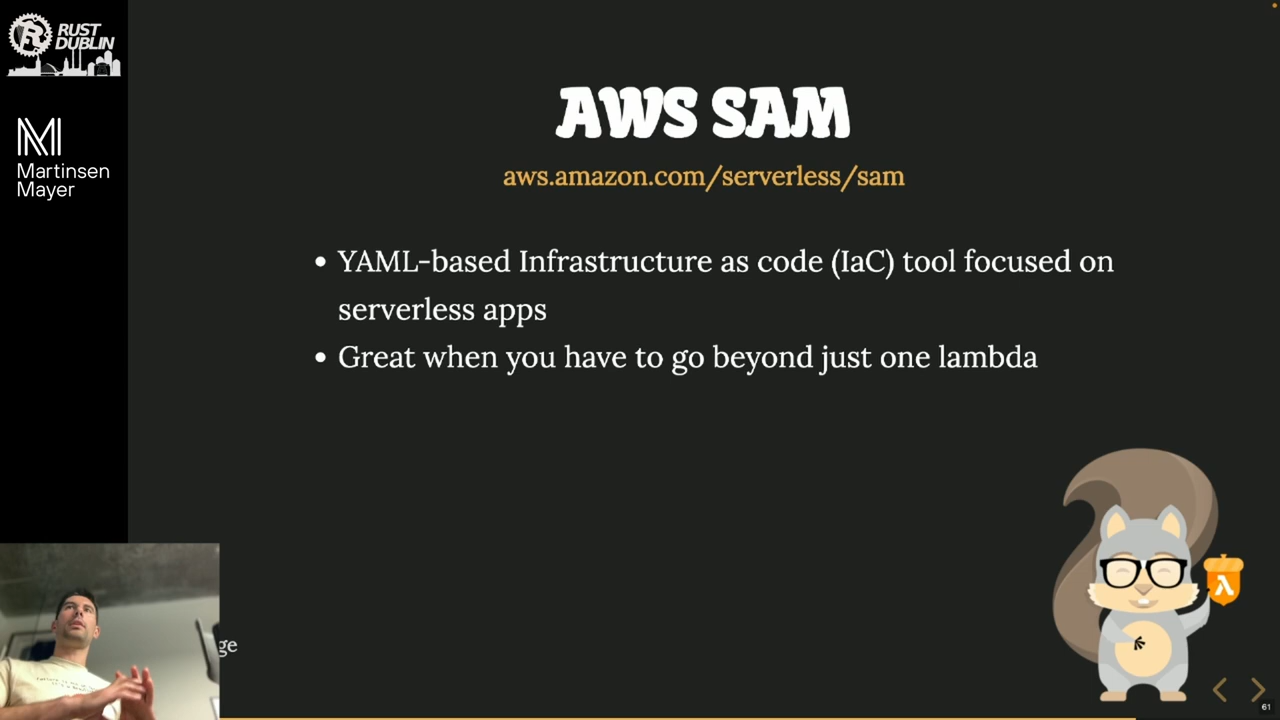 RUST
DUBLIN
Martinsen
Mayer
AWS SAM
aws.amazon.com/serverless/sam
• YAML-based Infrastructure as code (IaC) tool focused on
serverless apps
• Great when you have to go beyond just one lambda
λ
ge
61